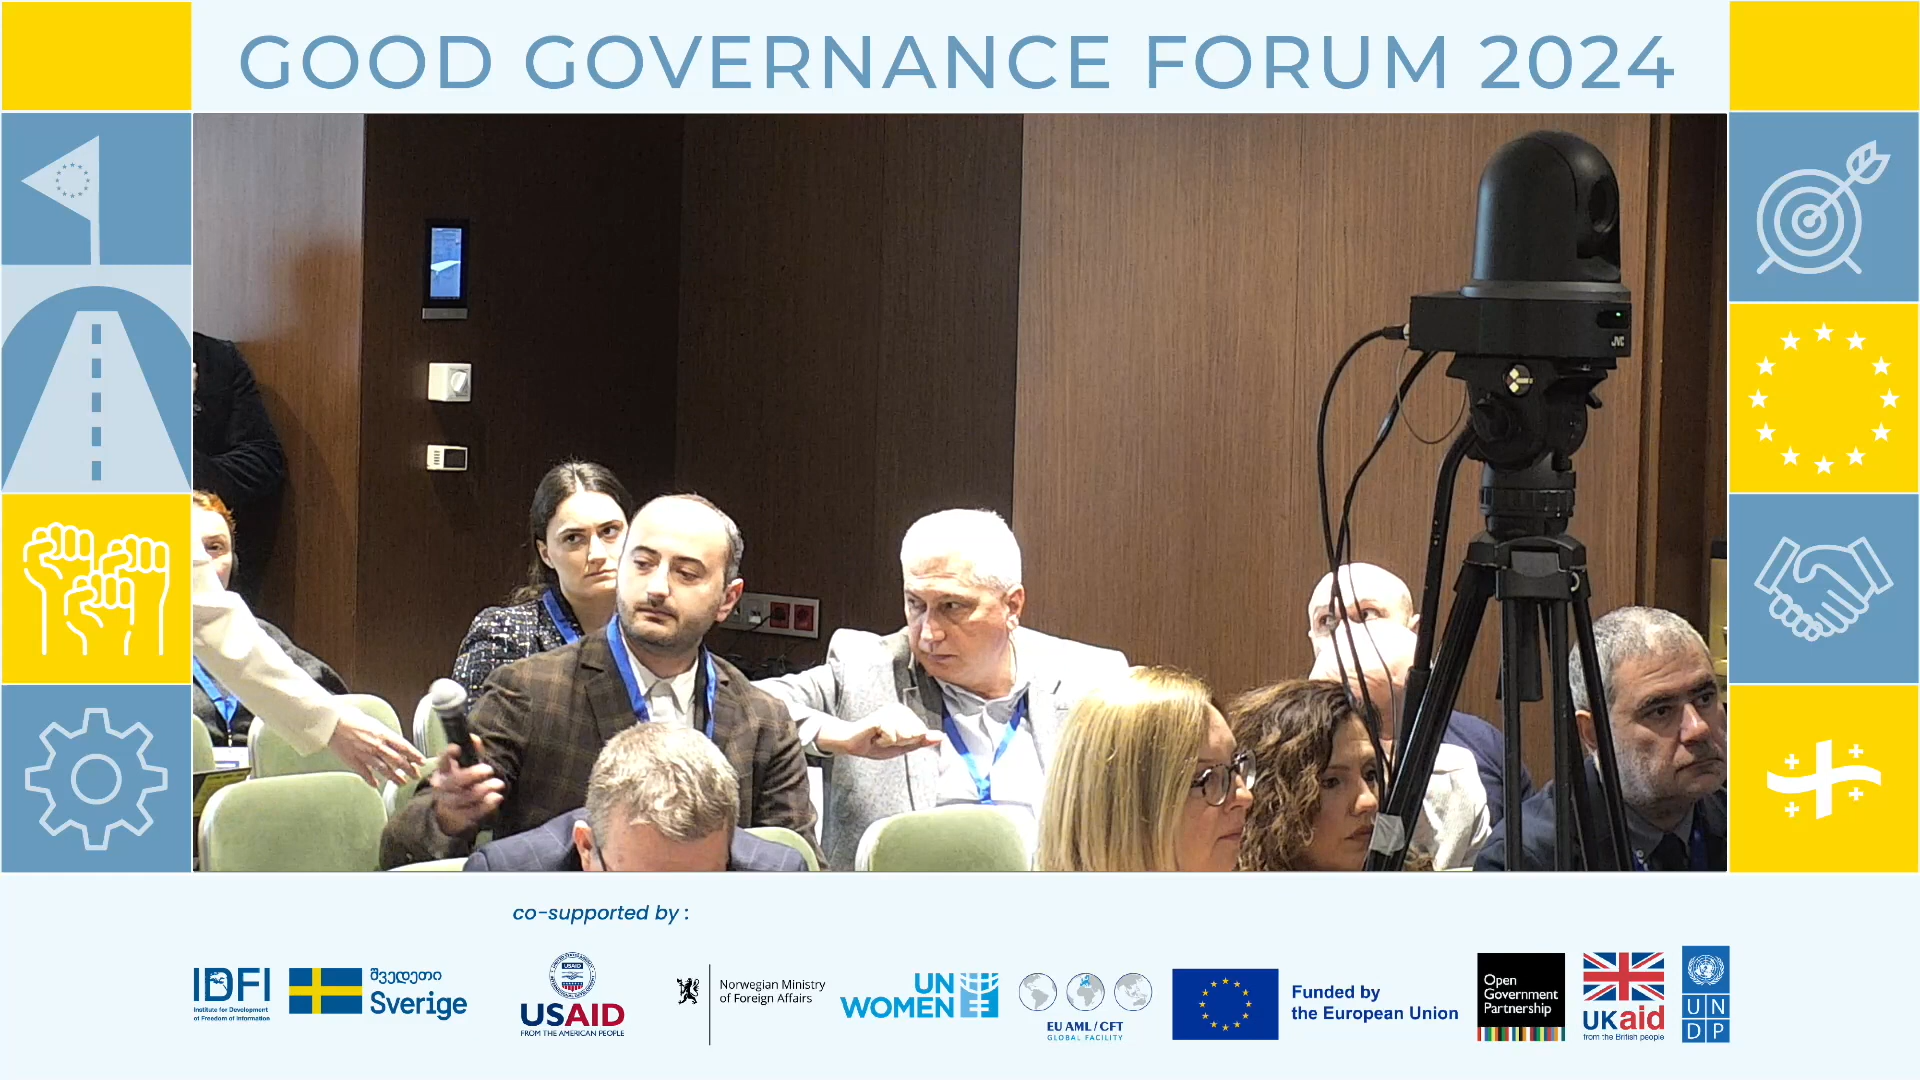 GOOD GOVERNANCE FORUM 2024
JVC
co-supported by :
IDFI
Institute for Development
of Freedom of Information
შვედეთი
Sverige
USAID
USAID
FROM THE AMERICAN PEOPLE
Norwegian Ministry
of Foreign Affairs
UN
WOMEN
EU AML / CFT
GLOBAL FACILITY
Funded by
the European Union
Open
Government
Partnership
UKaid
from the British people
U N
D P